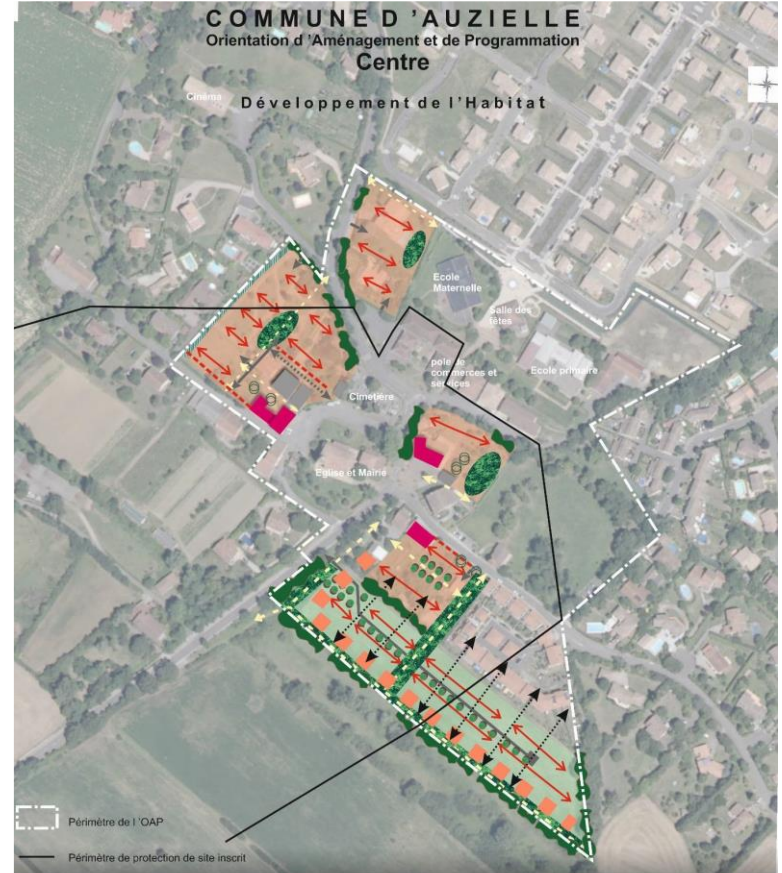 COMMUNE D 'AUZIELLE
Orientation d 'Aménagement et de Programmation
Centre
Développement de l'Habitat
Cinéma
Ecole
Maternelle
Salle des
fêtes
pole de
commerces et
services
Ecole primaire
Cimetière
Eglise et Mairie
Périmètre de l 'OAP
Périmètre de protection de site inscrit